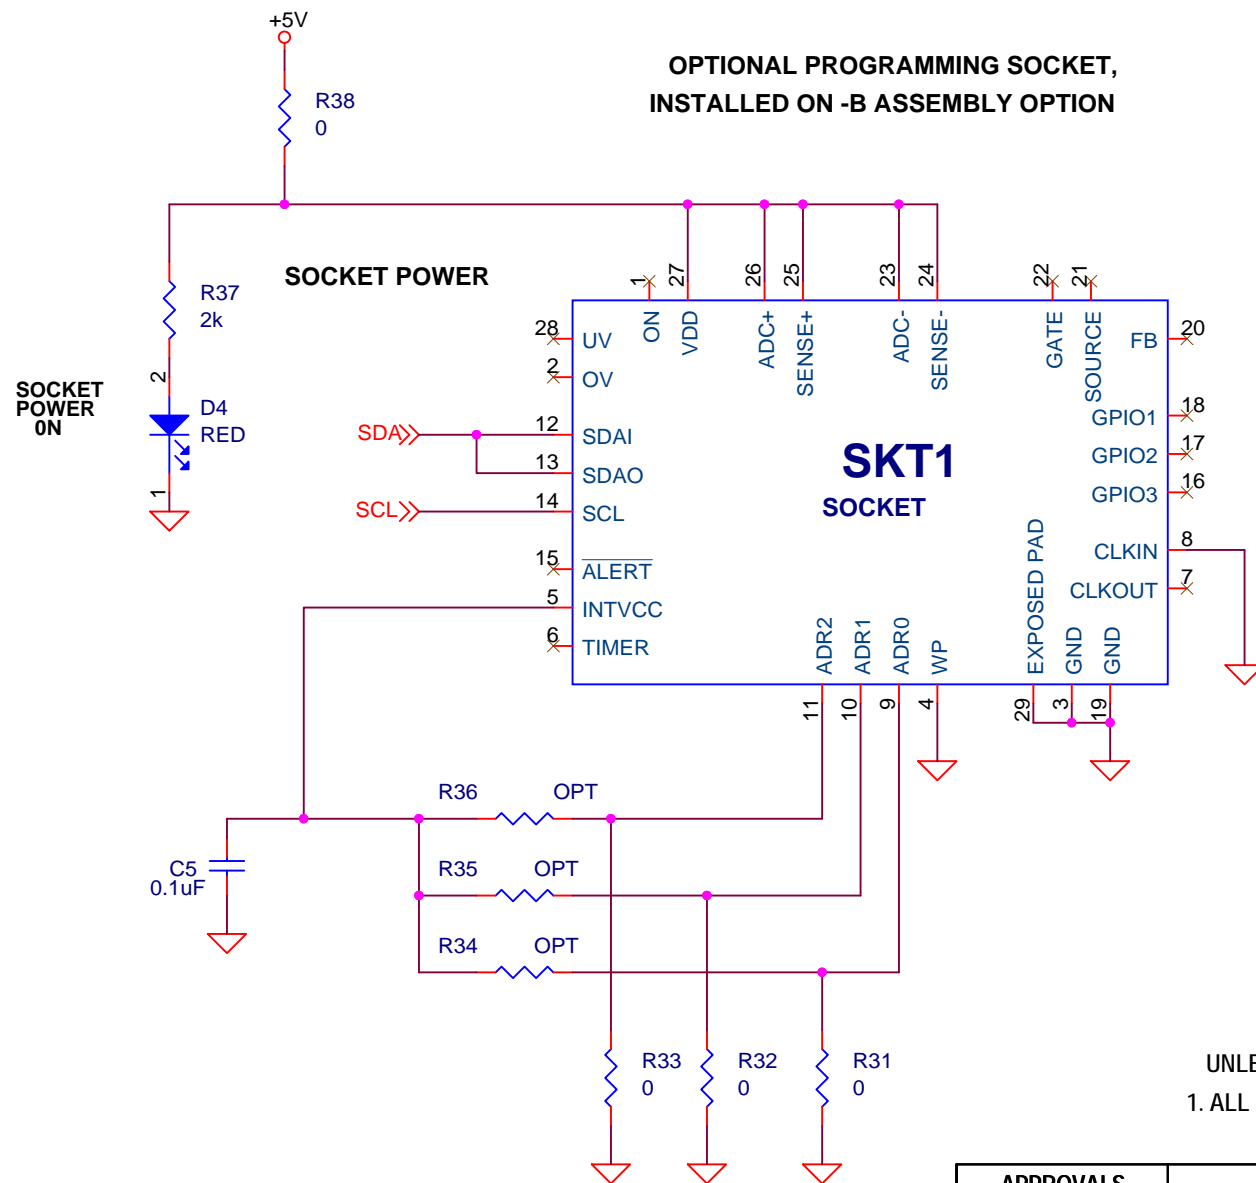 +5V
OPTIONAL PROGRAMMING SOCKET,
INSTALLED ON -B ASSEMBLY OPTION
R38
0
SOCKET POWER
R37
2k
2
SOCKET
POWER
0N
D4
RED
1
1
27
26
25
23
24
22
21
ON
VDD
ADC+
SENSE+
ADC-
SENSE-
GATE
SOURCE
28
UV
2
OV
SDA
12
SDAI
13
SDAO
SCL
14
SCL
15
ALERT
5
INTVCC
6
TIMER
SKT1
SOCKET
FB
20
GPIO1
18
GPIO2
17
GPIO3
16
CLKIN
8
CLKOUT
7
ADR2
ADR1
ADR0
WP
EXPOSED PAD
GND
GND
11
10
9
4
29
3
19
R36
OPT
C5
0.1uF
R35
OPT
R34
OPT
R33
0
R32
0
R31
0
UNLE
1. ALL
APPROVALS